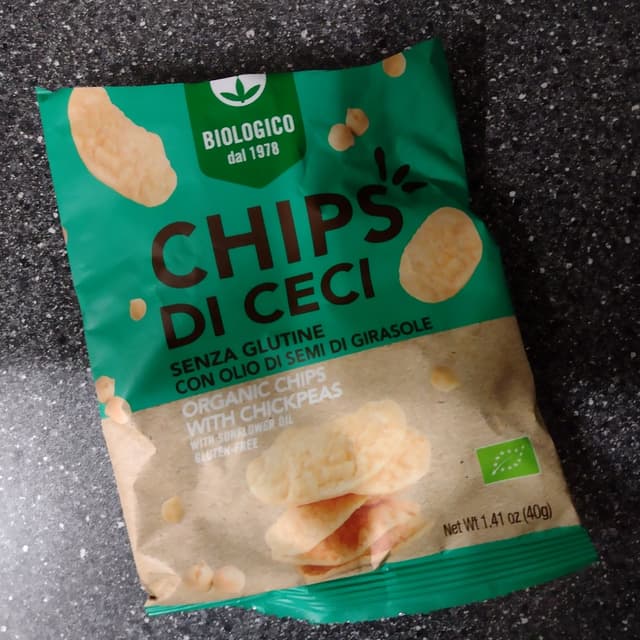 BIOLOGICO
dal 1978
CHIPS
DI CECI
SENZA GLUTINE
CON OLIO DI SEMI DI GIRASOLE
ORGANIC CHIPS
WITH CHICKPEAS
WITH SUNFLOWER OIL
GLUTEN FREE
Net Wt 1.41 oz (40g)